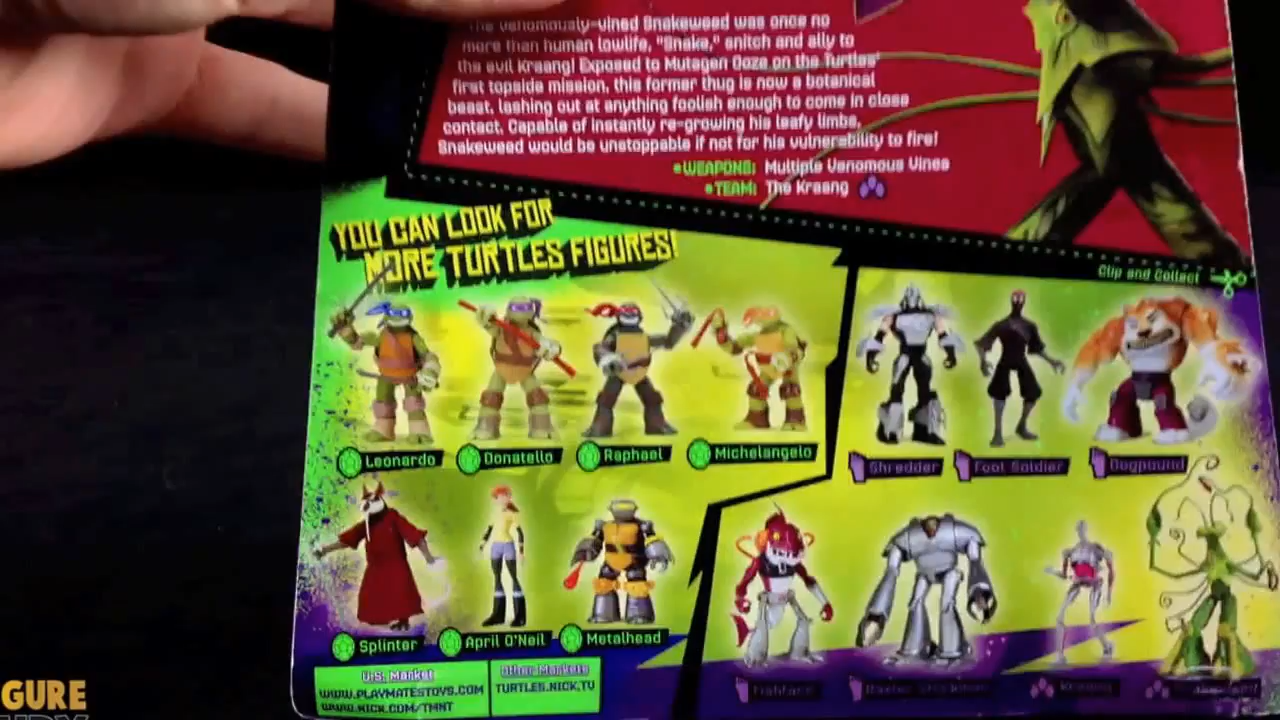 The venomously-vined Snakeweed was once no
more than human lowlife, "Snake," snitch and ally to
the evil Kraang! Exposed to Mutagen Ooze on the Turtles'
first topside mission, this former thug is now a botanical
beast, lashing out at anything foolish enough to come in close
contact. Capable of instantly re-growing his leafy limbs,
Snakeweed would be unstoppable if not for his vulnerability to fire!
•WEAPONS: Multiple Venomous Vines
•TEAM: The Kraang
Clip and Collect
YOU CAN LOOK FOR
MORE TURTLES FIGURES!
Leonardo Donatello Raphael Michelangelo
Shredder Foot Soldier Dogpound
Splinter April O'Neil Metalhead
Fishface Baxter Stockman Kraang Snakeweed
U.S. Market
WWW.PLAYMATESTOYS.COM
WWW.NICK.COM/TMNT
Other Markets
TURTLES.NICK.TV
GURE